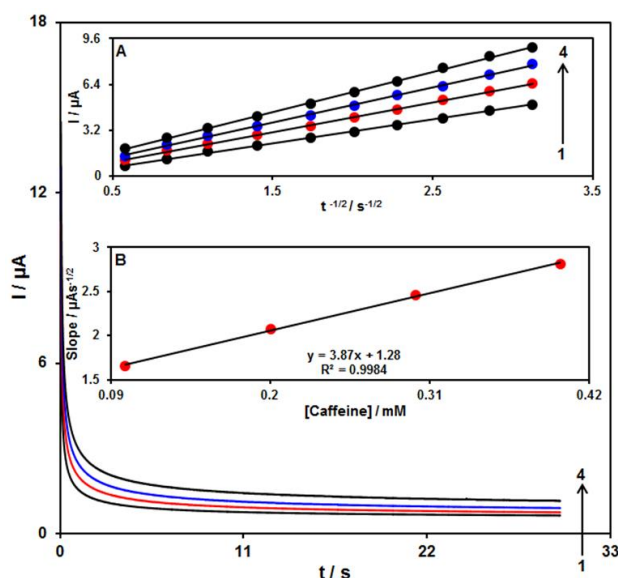 18
12
6
0
I / µA
0 11 22 33
t / s
4
1
A
9.6
6.4
3.2
0
I / µA
0.5 1.5 2.5 3.5
t -1/2 / s-1/2
4
1
B
3
2.5
2
1.5
Slope / µAs-1/2
0.09 0.2 0.31 0.42
[Caffeine] / mM
y = 3.87x + 1.28
R² = 0.9984